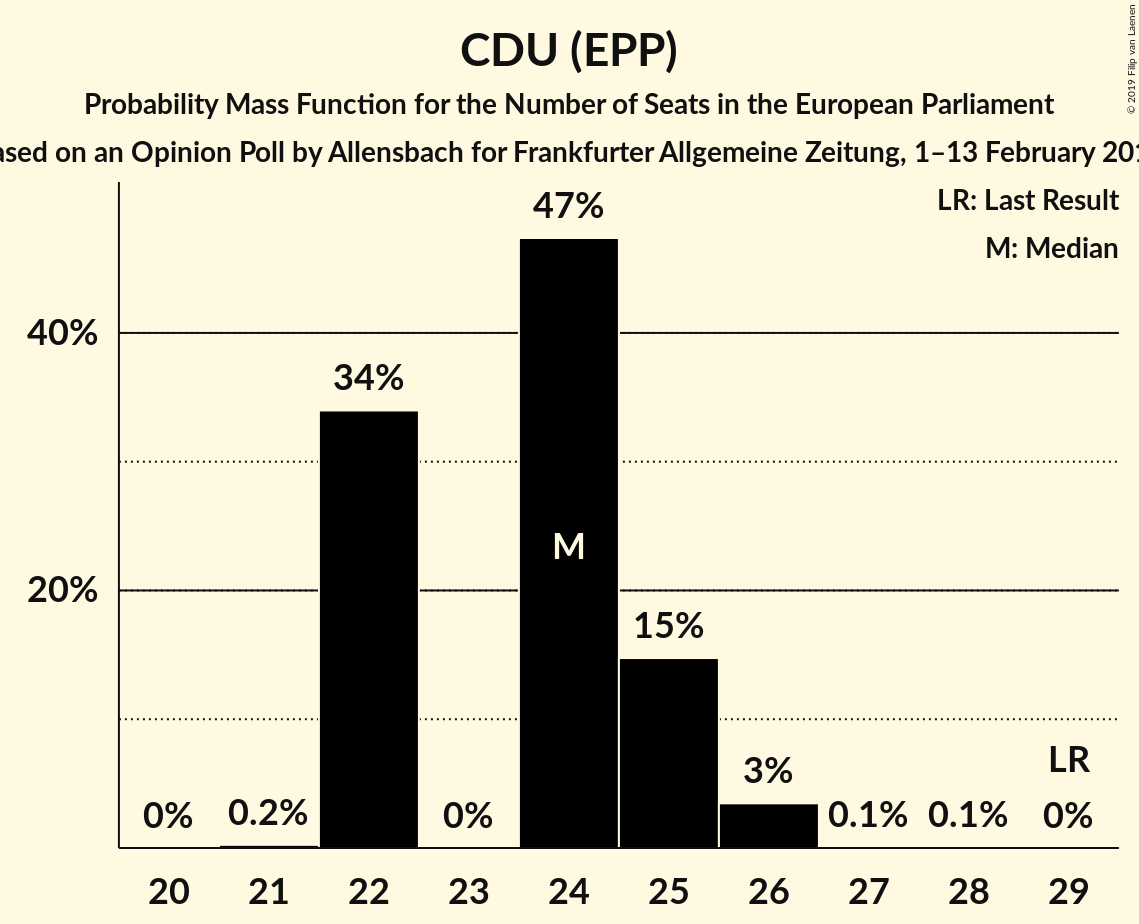 CDU (EPP)
Probability Mass Function for the Number of Seats in the European Parliament
on an Opinion Poll by Allensbach for Frankfurter Allgemeine Zeitung, 1–13 February
© 2019 Filip van Laenen
LR: Last Result
M: Median
47%
40%
34%
M
20%
15%
3%
LR
0%
0.2%
0%
0.1%
0.1%
0%
20 21 22 23 24 25 26 27 28 29